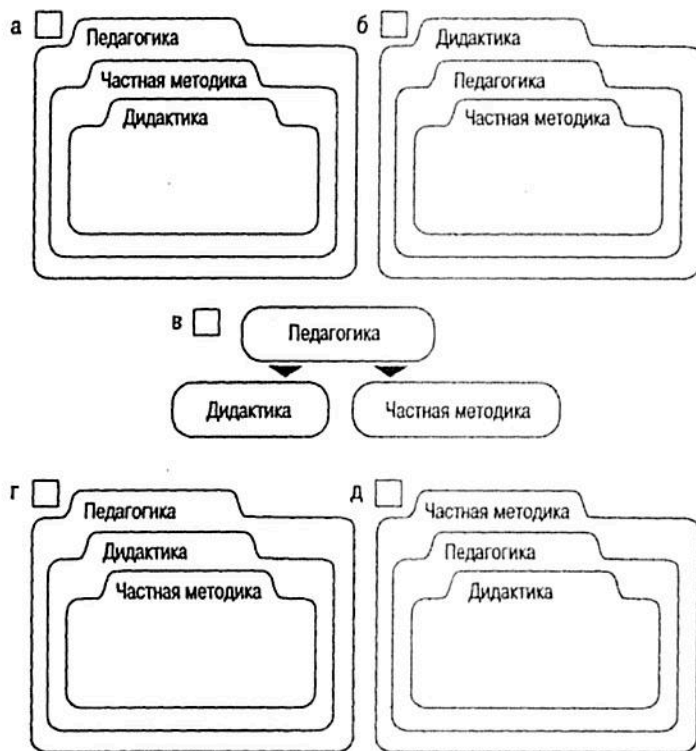 а
Педагогика
Частная методика
Дидактика
б
Дидактика
Педагогика
Частная методика
в
Педагогика
Дидактика
Частная методика
г
Педагогика
Дидактика
Частная методика
д
Частная методика
Педагогика
Дидактика